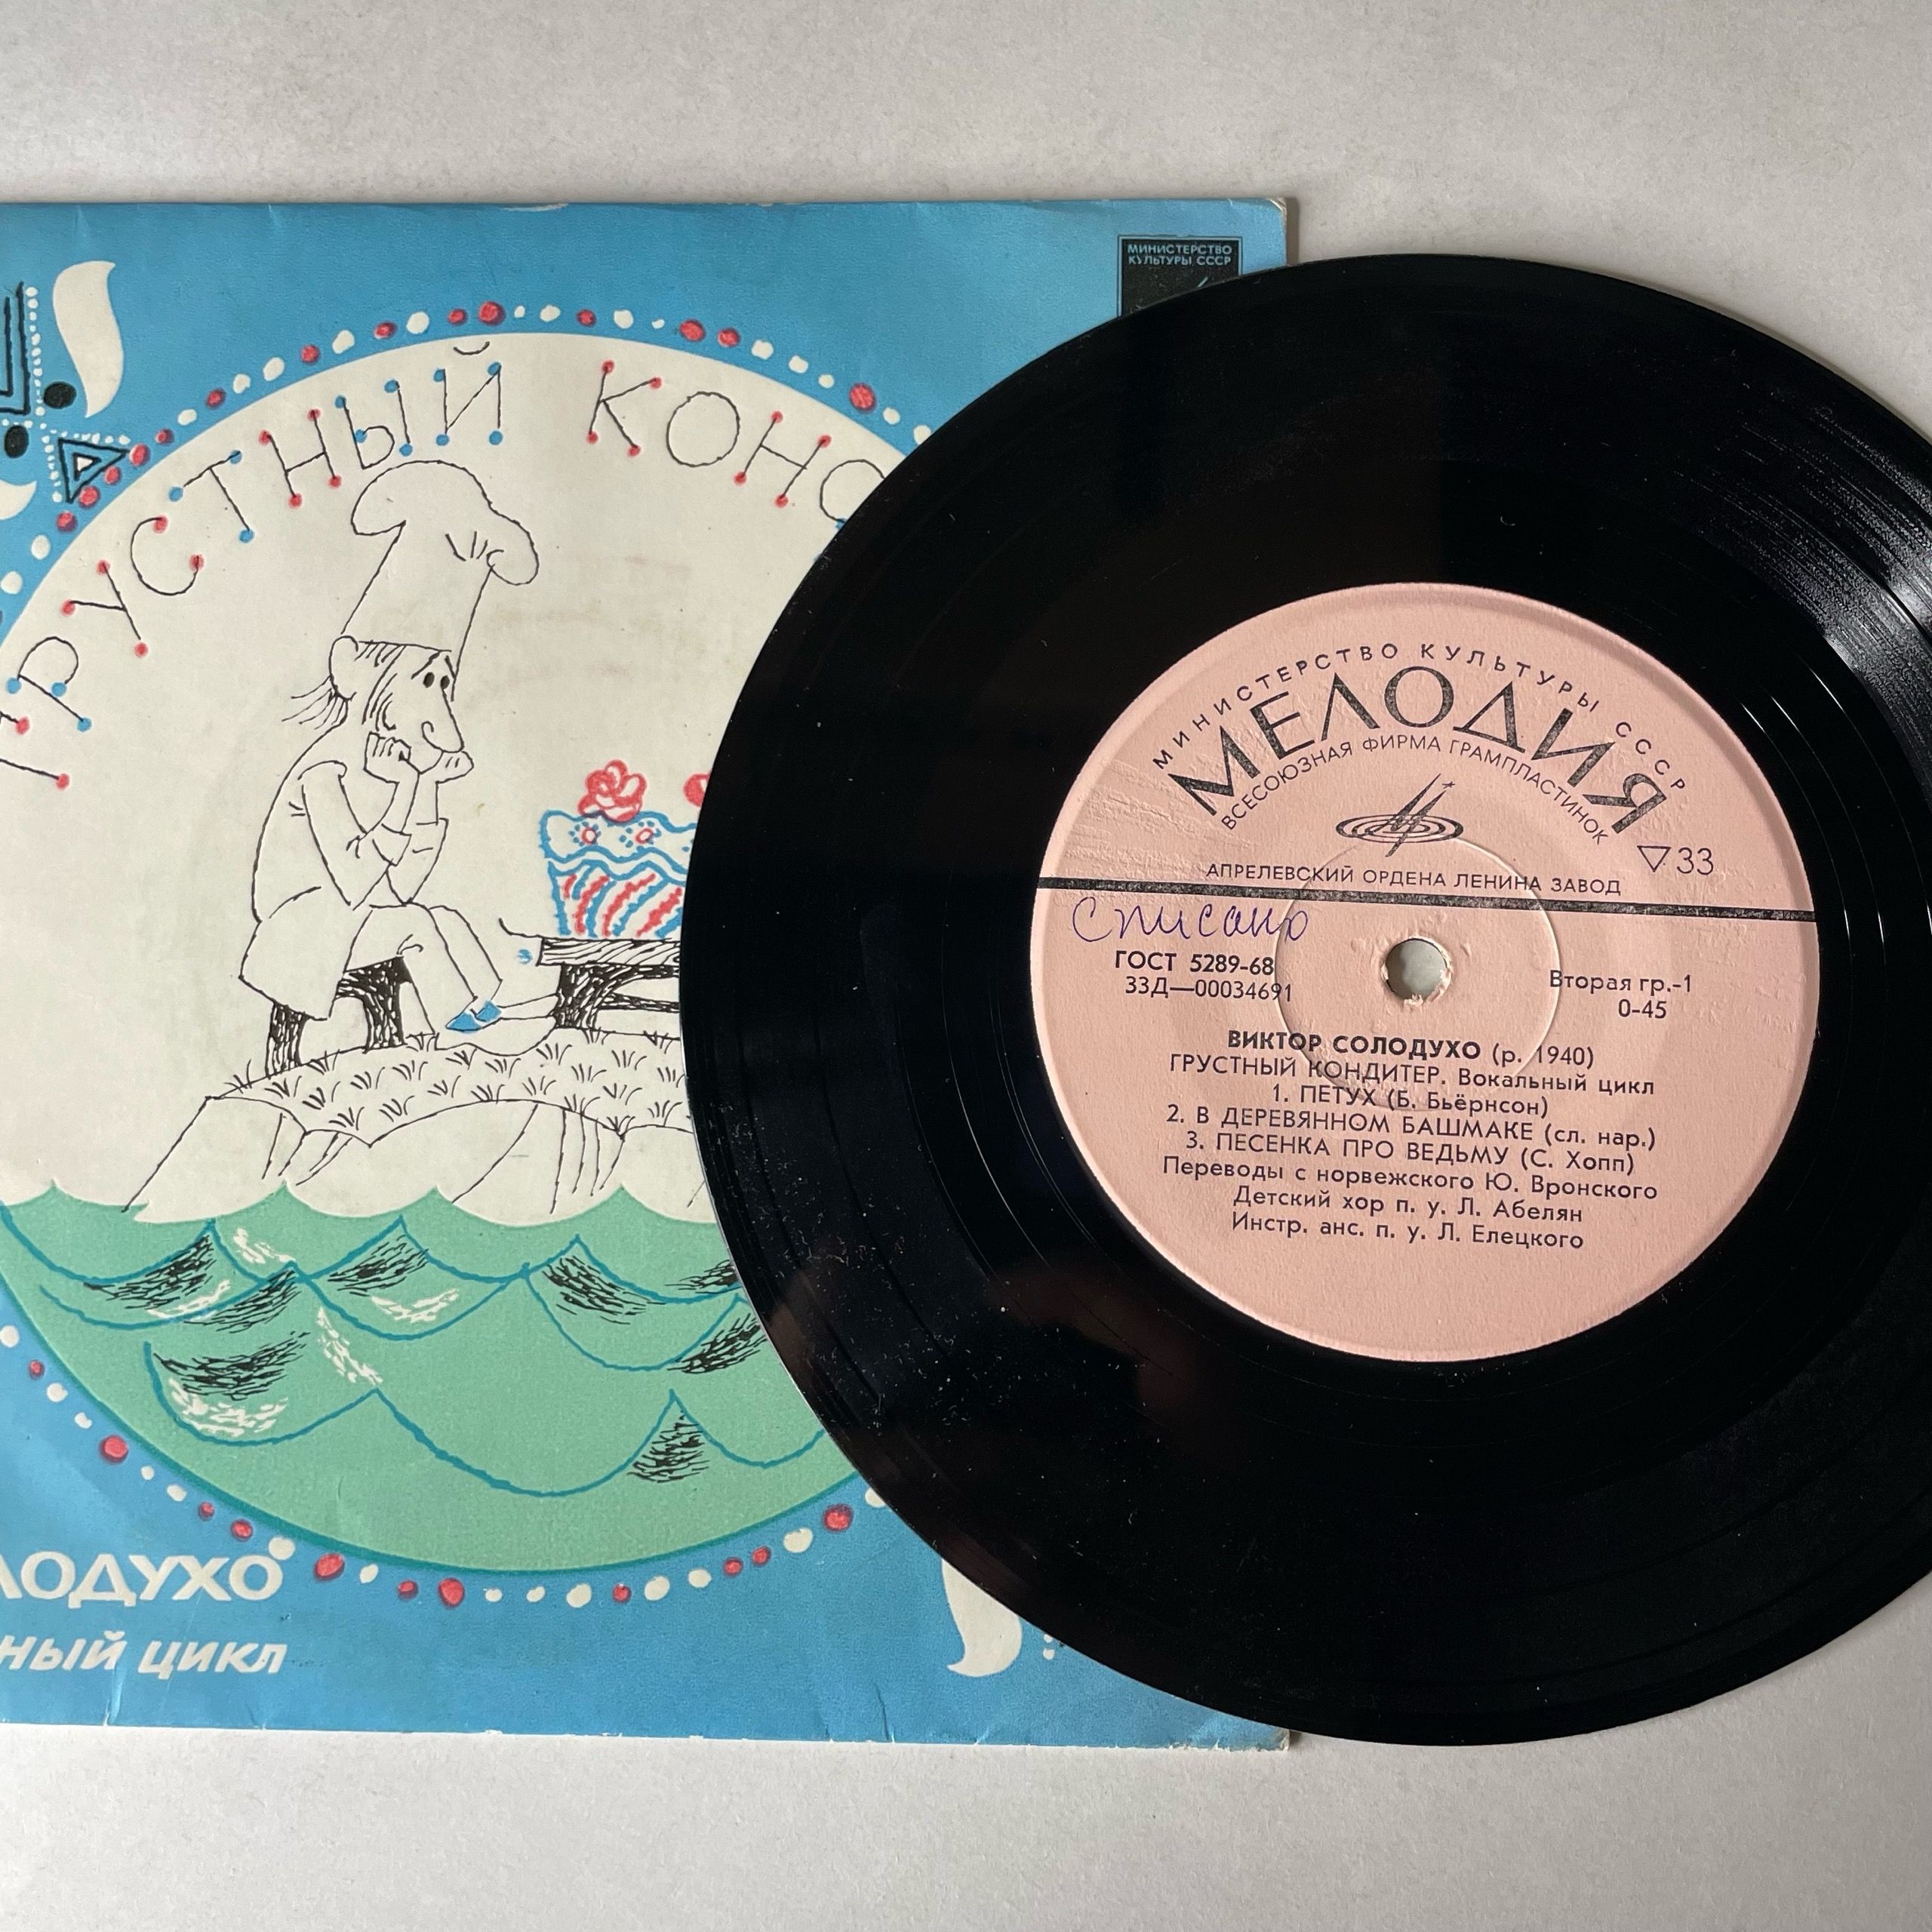 МИНИСТЕРСТВО
КУЛЬТУРЫ СССР
ГРУСТНЫЙ КОНД
ЛОДУХО
НЫЙ ЦИКЛ
МИНИСТЕРСТВО КУЛЬТУРЫ СССР
МЕЛОДИЯ
ВСЕСОЮЗНАЯ ФИРМА ГРАМПЛАСТИНОК
33
АПРЕЛЕВСКИЙ ОРДЕНА ЛЕНИНА ЗАВОД
Списано
ГОСТ 5289-68
33Д—00034691
Вторая гр.-1
0-45
ВИКТОР СОЛОДУХО (р. 1940)
ГРУСТНЫЙ КОНДИТЕР. Вокальный цикл
1. ПЕТУХ (Б. Бьёрнсон)
2. В ДЕРЕВЯННОМ БАШМАКЕ (сл. нар.)
3. ПЕСЕНКА ПРО ВЕДЬМУ (С. Хопп)
Переводы с норвежского Ю. Вронского
Детский хор п. у. Л. Абелян
Инстр. анс. п. у. Л. Елецкого